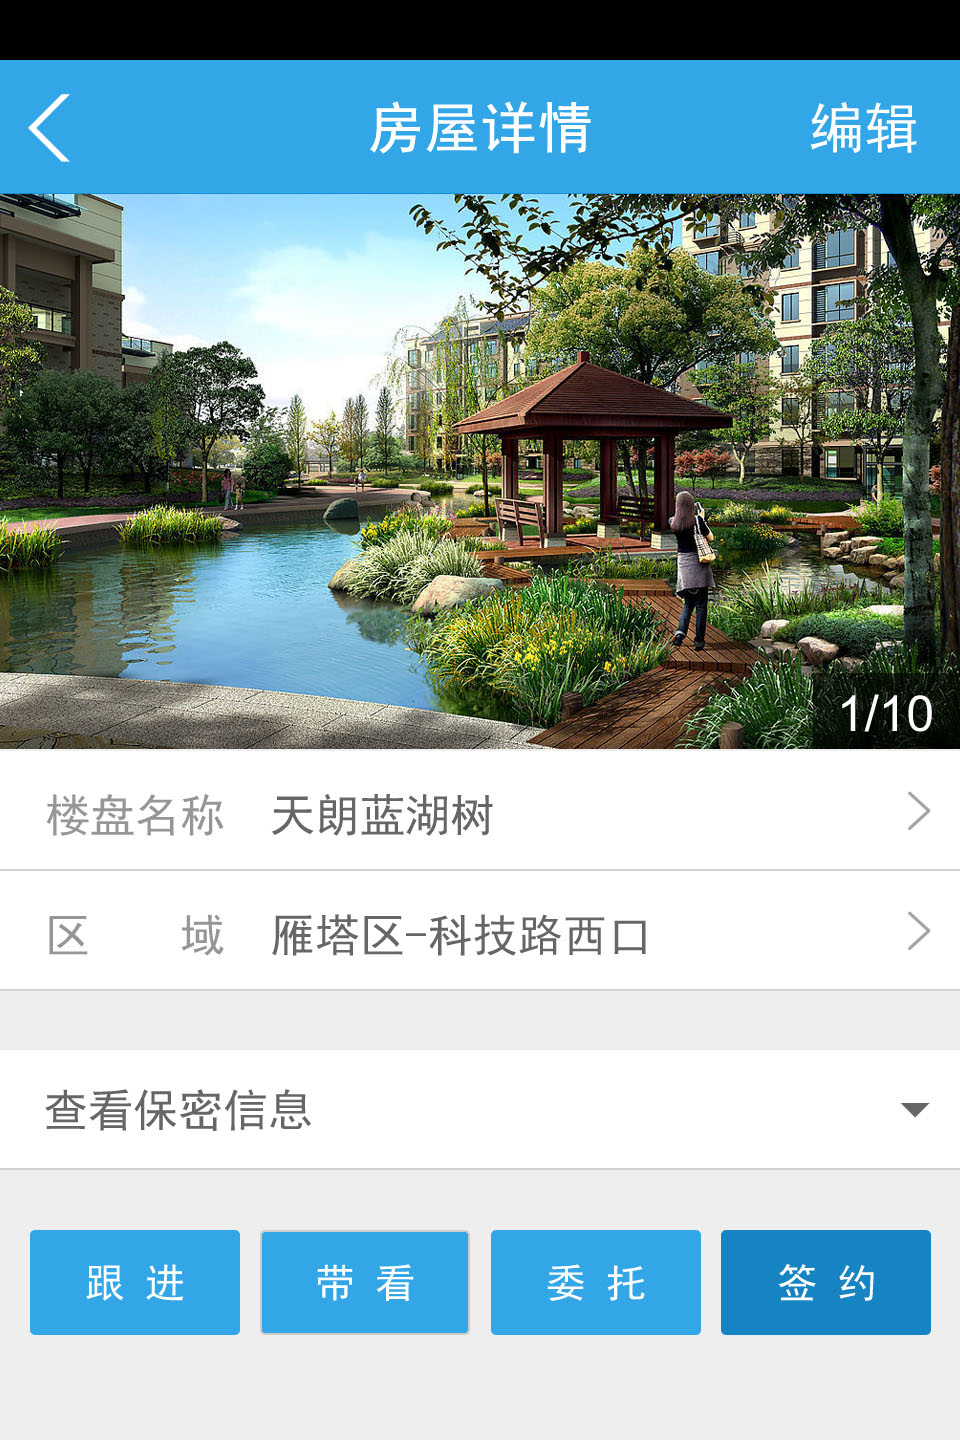 房屋详情 编辑
1/10
楼盘名称 天朗蓝湖树
区 域 雁塔区-科技路西口
查看保密信息
跟 进 带 看 委 托 签 约